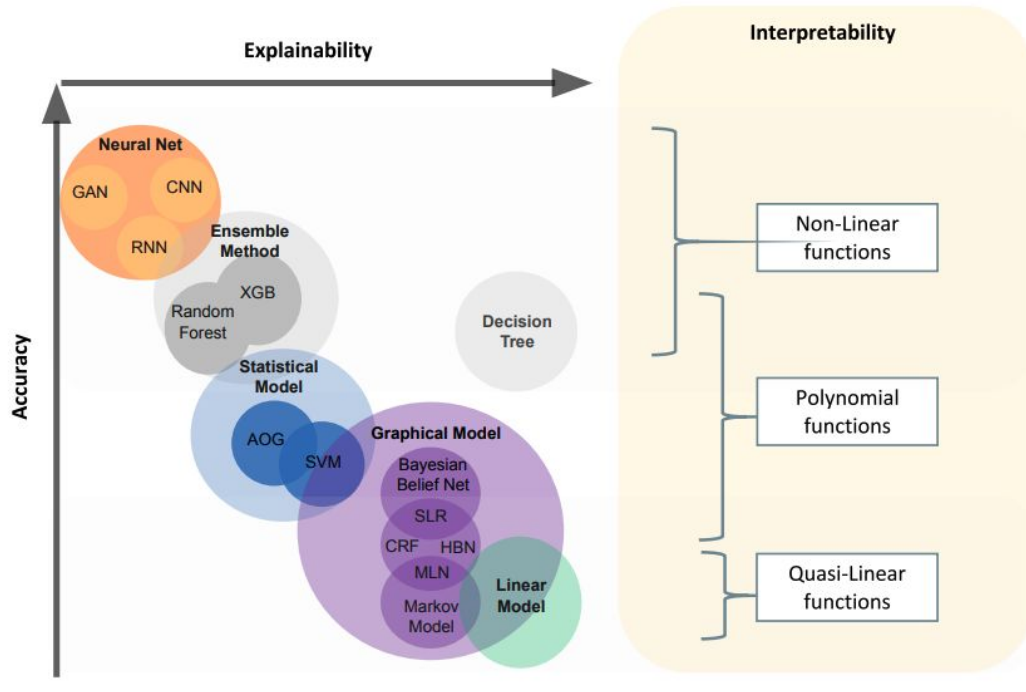 Explainability
Interpretability
Accuracy
Neural Net
GAN
CNN
RNN
Ensemble
Method
XGB
Random
Forest
Decision
Tree
Statistical
Model
AOG
SVM
Graphical Model
Bayesian
Belief Net
SLR
CRF HBN
MLN
Markov
Model
Linear
Model
Non-Linear
functions
Polynomial
functions
Quasi-Linear
functions